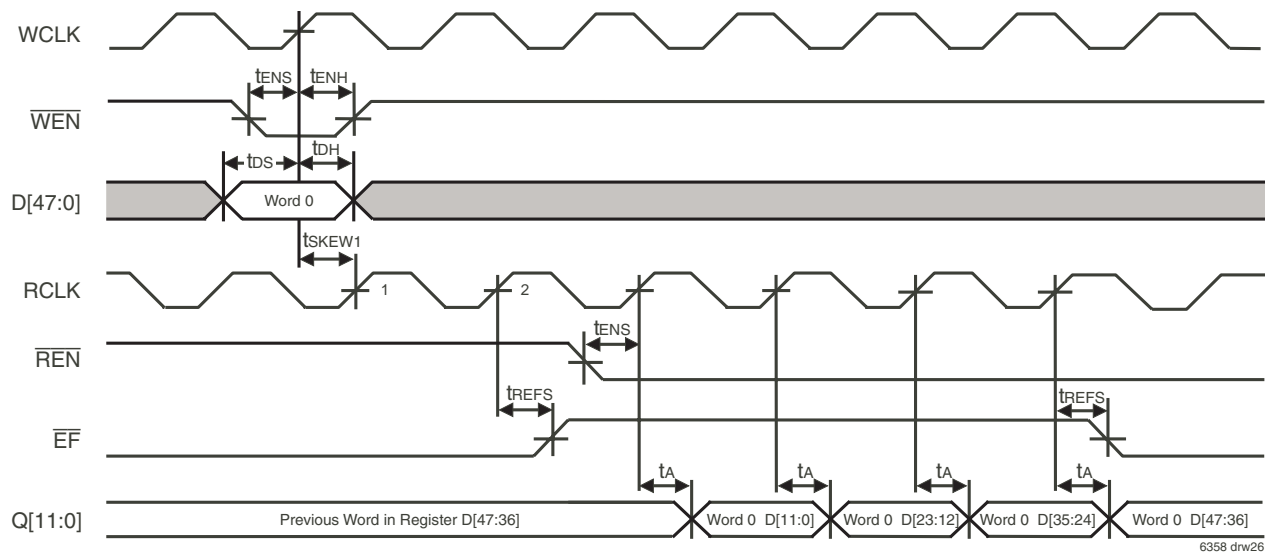 WCLK
tENS tENH
WEN
tDS tDH
D[47:0] Word 0
tSKEW1
RCLK 1 2
tENS
REN
tREFS tREFS
EF
tA tA tA tA
Q[11:0] Previous Word in Register D[47:36] Word 0 D[11:0] Word 0 D[23:12] Word 0 D[35:24] Word 0 D[47:36]
6358 drw26